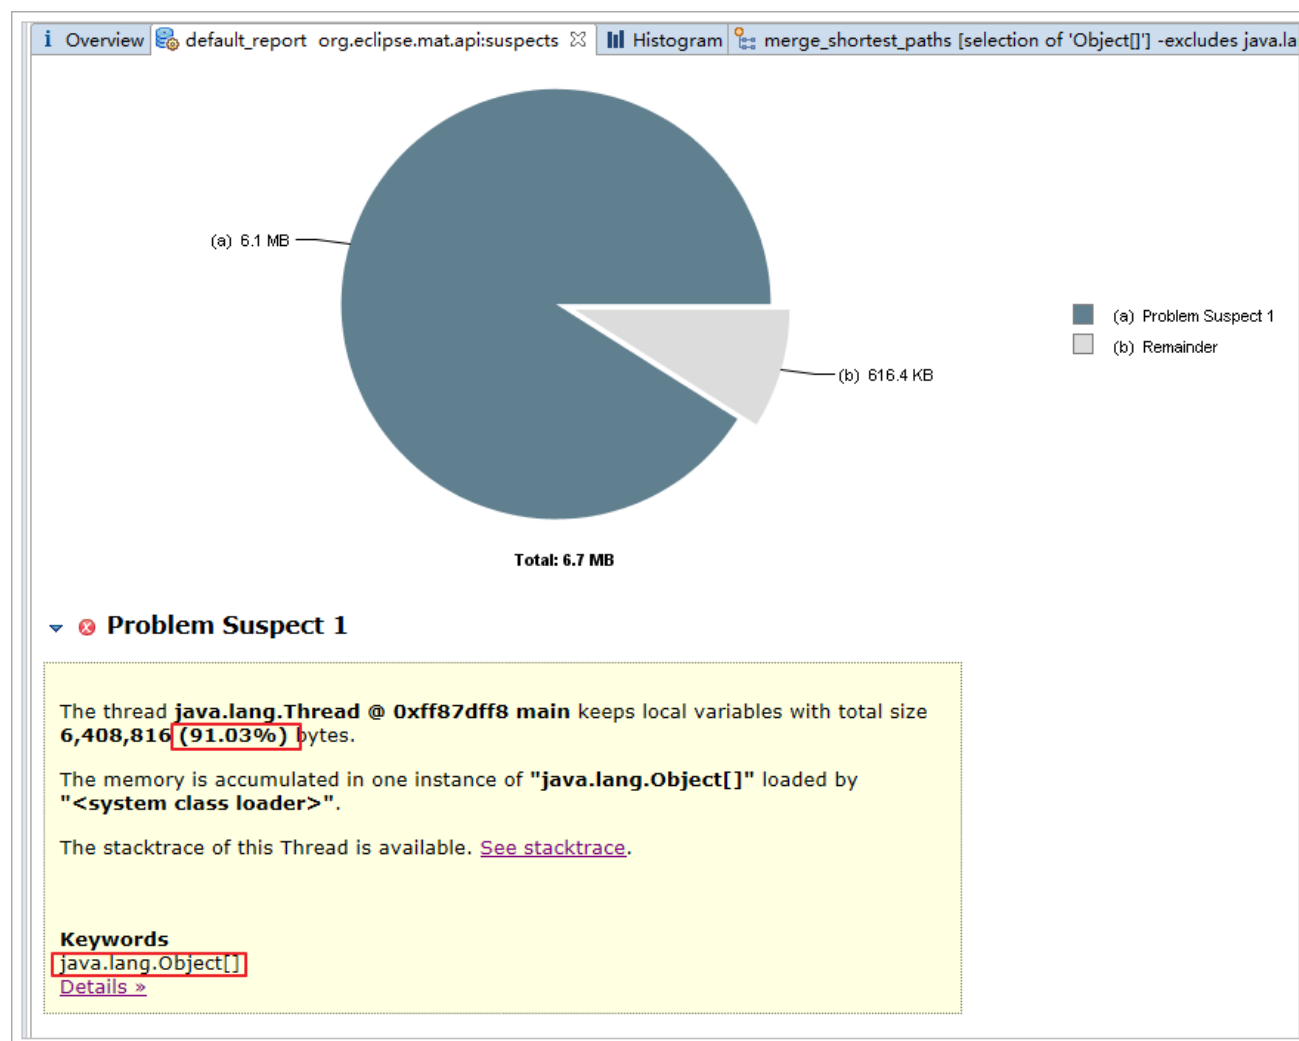 i Overview default_report org.eclipse.mat.api:suspects Histogram merge_shortest_paths [selection of 'Object[]'] -excludes java.la
(a) 6.1 MB
(a) Problem Suspect 1
(b) Remainder
(b) 616.4 KB
Total: 6.7 MB
Problem Suspect 1
The thread java.lang.Thread @ 0xff87dff8 main keeps local variables with total size
6,408,816 (91.03%) bytes.
The memory is accumulated in one instance of "java.lang.Object[]" loaded by
"<system class loader>".
The stacktrace of this Thread is available. See stacktrace.
Keywords
java.lang.Object[]
Details »